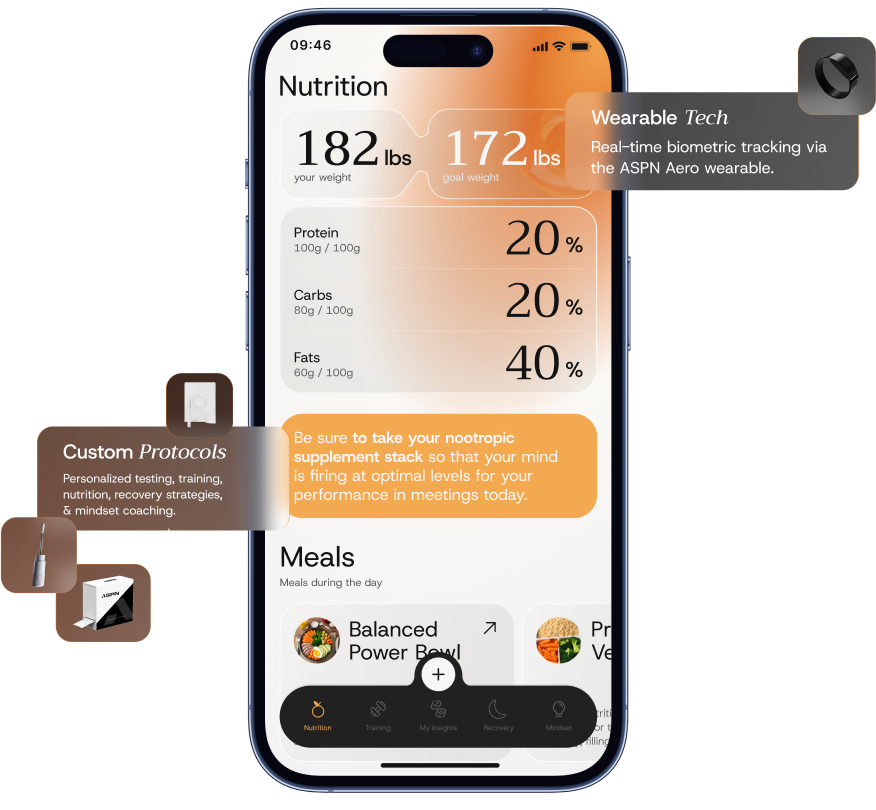 09:46
Nutrition
182 lbs
your weight
172 lbs
goal weight
Wearable Tech
Real-time biometric tracking via
the ASPN Aero wearable.
Protein
100g / 100g
20 %
Carbs
80g / 100g
20 %
Fats
60g / 100g
40 %
Custom Protocols
Personalized testing, training,
nutrition, recovery strategies,
& mindset coaching.
ASPN
Be sure to take your nootropic
supplement stack so that your mind
is firing at optimal levels for your
performance in meetings today.
Meals
Meals during the day
Balanced
Power Bowl
Pr
Ve
Nutrition
Training
My Insights
Recovery
Mindset